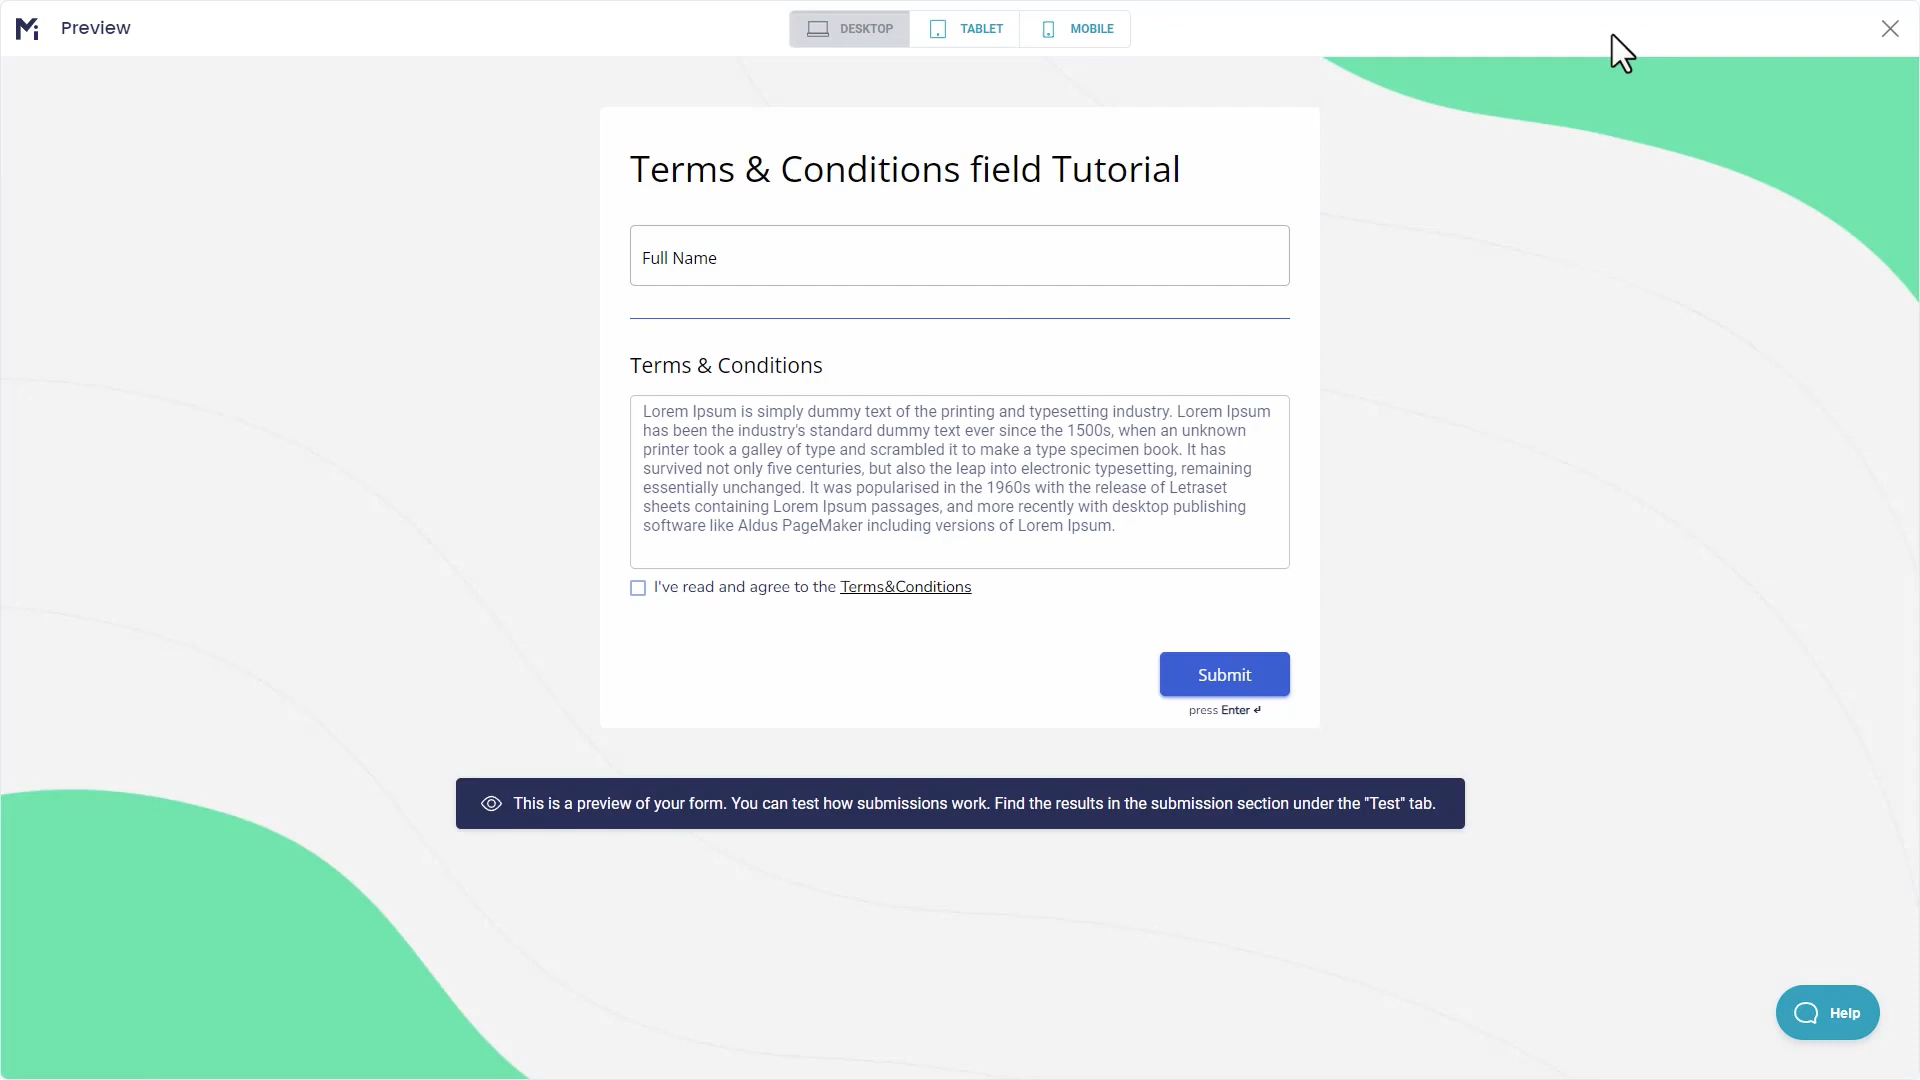 Preview
DESKTOP
TABLET
MOBILE
Terms & Conditions field Tutorial
Full Name
Terms & Conditions
Lorem Ipsum is simply dummy text of the printing and typesetting industry. Lorem Ipsum
has been the industry's standard dummy text ever since the 1500s, when an unknown
printer took a galley of type and scrambled it to make a type specimen book. It has
survived not only five centuries, but also the leap into electronic typesetting, remaining
essentially unchanged. It was popularised in the 1960s with the release of Letraset
sheets containing Lorem Ipsum passages, and more recently with desktop publishing
software like Aldus PageMaker including versions of Lorem Ipsum.
I've read and agree to the Terms&Conditions
Submit
press Enter ↵
This is a preview of your form. You can test how submissions work. Find the results in the submission section under the "Test" tab.
Help